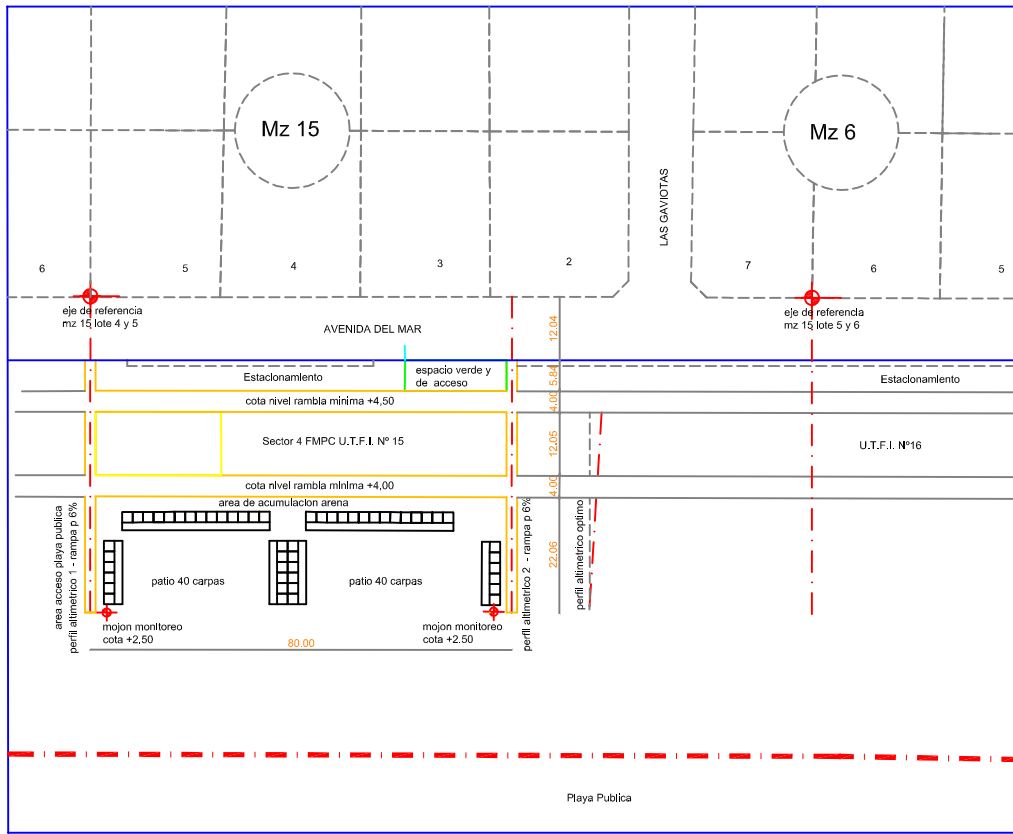 Mz 15
Mz 6
LAS GAVIOTAS
6
5
4
3
2
7
6
5
eje de referencia
mz 15 lote 4 y 5
eje de referencia
mz 15 lote 5 y 6
AVENIDA DEL MAR
12.04
Estacionamiento
espacio verde y
de acceso
5.84
Estacionamiento
cota nivel rambla minima +4,50
4.00
Sector 4 FMPC U.T.F.I. Nº 15
12.05
U.T.F.I. Nº16
cota nivel rambla minima +4,00
4.00
area de acumulacion arena
area acceso playa publica
perfil altimetrico 1 - rampa p 6%
patio 40 carpas
patio 40 carpas
perfil altimetrico 2 - rampa p 6%
22.06
perfil altimetrico optimo
mojon monitoreo
cota +2,50
mojon monitoreo
cota +2.50
80.00
Playa Publica